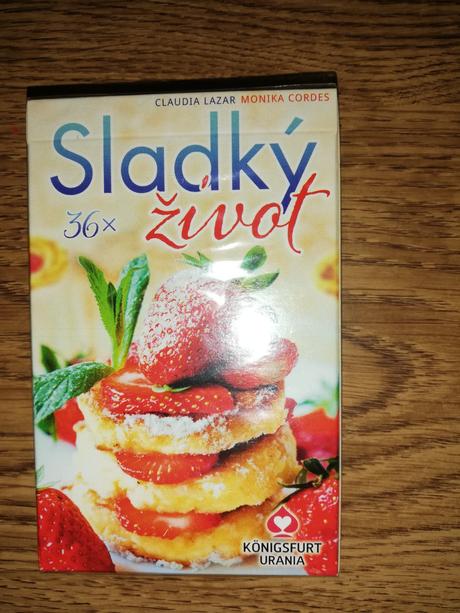 CLAUDIA LAZAR MONIKA CORDES
Sladký
36× život
KÖNIGSFURT
URANIA